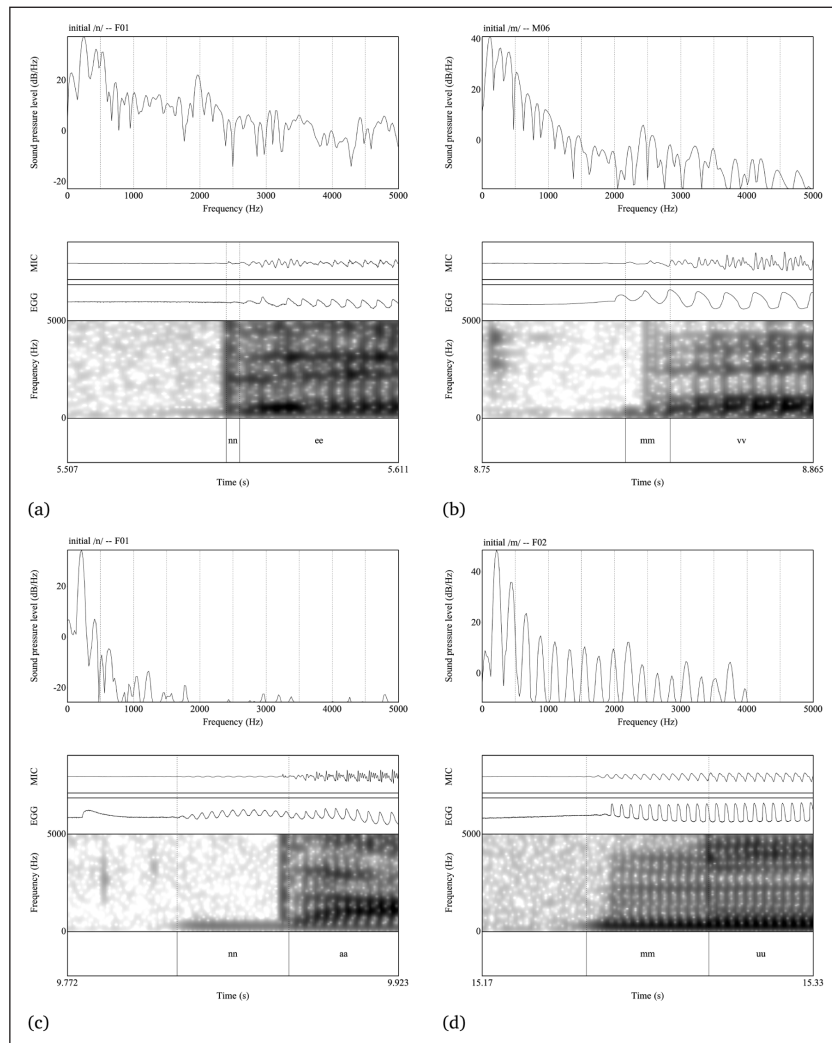 initial /n/ -- F01
Sound pressure level (dB/Hz)
20
0
-20
0 1000 2000 3000 4000 5000
Frequency (Hz)
MIC
EGG
5000
Frequency (Hz)
0
nn ee
5.507 5.611
Time (s)
(a)
initial /m/ -- M06
Sound pressure level (dB/Hz)
40
20
0
0 1000 2000 3000 4000 5000
Frequency (Hz)
MIC
EGG
5000
Frequency (Hz)
0
mm vv
8.75 8.865
Time (s)
(b)
initial /n/ -- F01
Sound pressure level (dB/Hz)
20
0
-20
0 1000 2000 3000 4000 5000
Frequency (Hz)
MIC
EGG
5000
Frequency (Hz)
0
nn aa
9.772 9.923
Time (s)
(c)
initial /m/ -- F02
Sound pressure level (dB/Hz)
40
20
0
0 1000 2000 3000 4000 5000
Frequency (Hz)
MIC
EGG
5000
Frequency (Hz)
0
mm uu
15.17 15.33
Time (s)
(d)